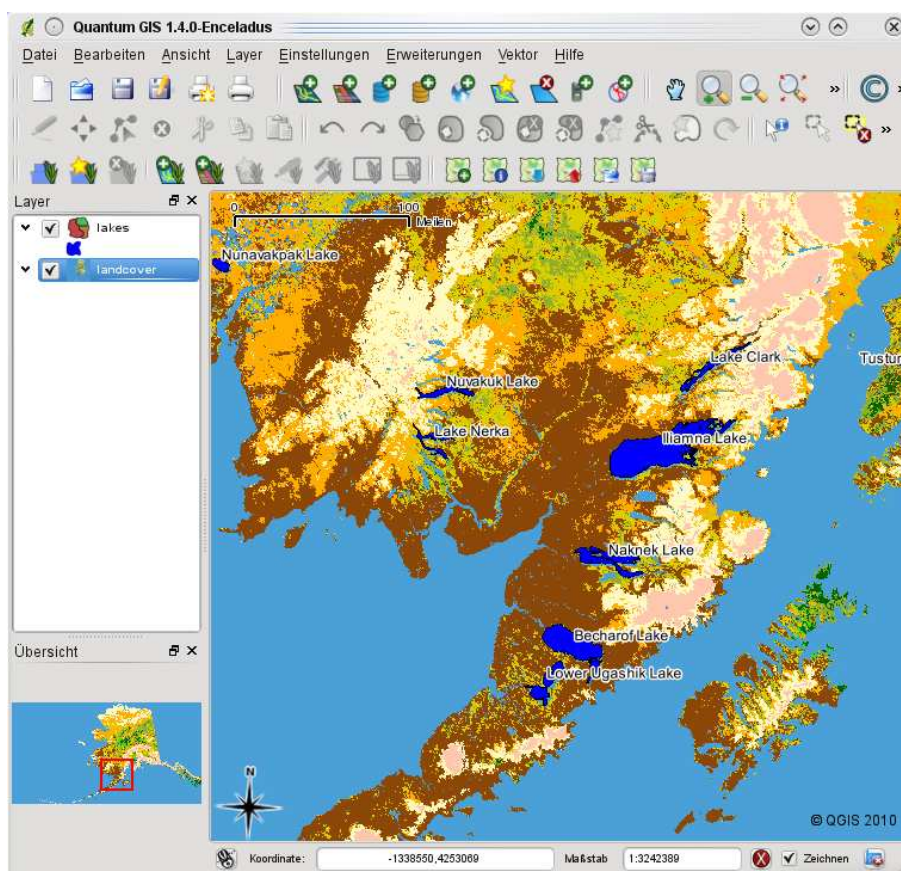 Quantum GIS 1.4.0-Enceladus
Datei Bearbeiten Ansicht Layer Einstellungen Erweiterungen Vektor Hilfe
Layer
lakes
landcover
0 100
Meilen
Nunavakpak Lake
Lake Clark
Tustum
Nuvakuk Lake
Lake Nerka
Iliamna Lake
Naknek Lake
Becharof Lake
Lower Ugashik Lake
Übersicht
N
© QGIS 2010
Koordinate: -1338550,4253069 Maßstab 1:3242389 Zeichnen